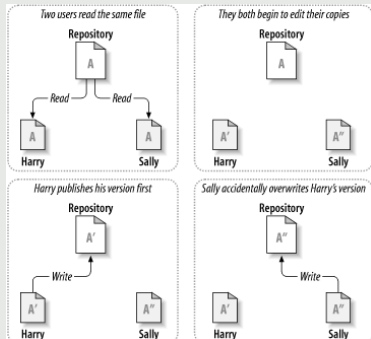 Two users read the same file
Repository
A
Read
Read
A
A
Harry
Sally
They both begin to edit their copies
Repository
A
A'
A"
Harry
Sally
Harry publishes his version first
Repository
A'
Write
A'
A"
Harry
Sally
Sally accidentally overwrites Harry's version
Repository
A"
Write
A'
A"
Harry
Sally